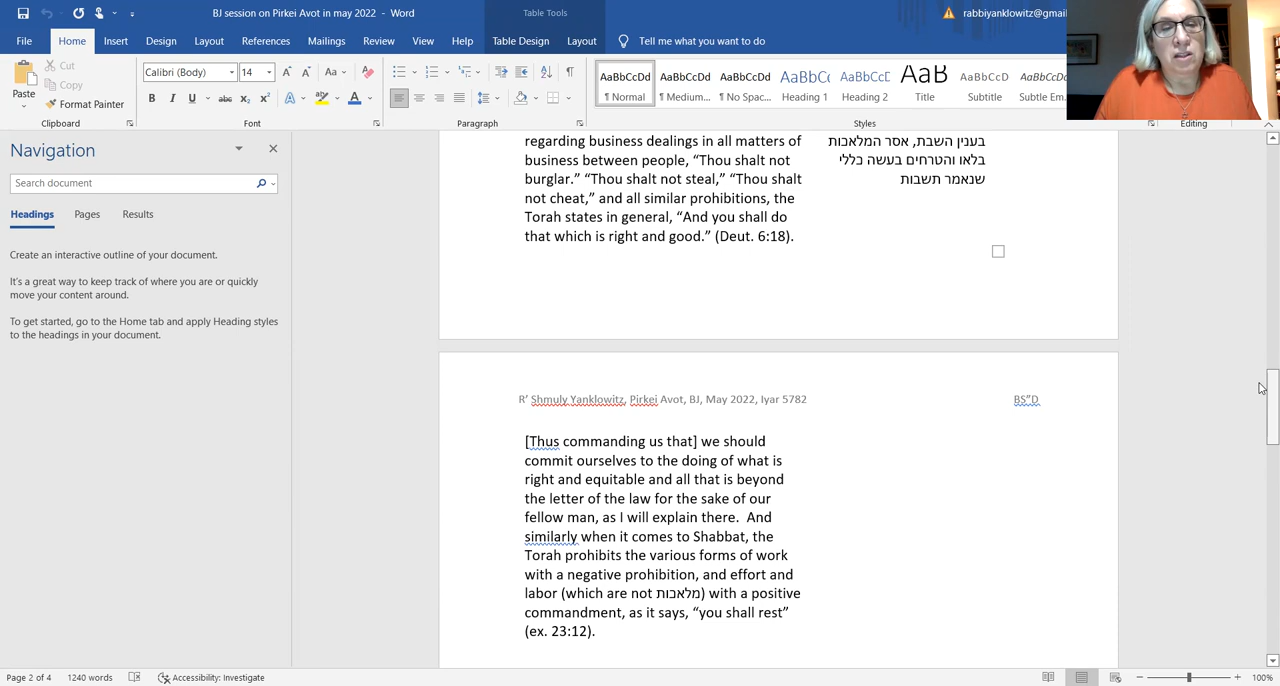 BJ session on Pirkei Avot in may 2022 - Word
Table Tools
rabbiyanklowitz@gmail
File Home Insert Design Layout References Mailings Review View Help Table Design Layout Tell me what you want to do
Paste
Cut
Copy
Format Painter
Calibri (Body) 14
AaBbCcDd AaBbCcDd AaBbCcDd AaBbCc AaBbCcD AaB AaBbCcD AaBbCcDd
¶ Normal ¶ Medium... ¶ No Spac... Heading 1 Heading 2 Title Subtitle Subtle Em...
Clipboard Font Paragraph Styles Editing
Navigation
Search document
Headings Pages Results
Create an interactive outline of your document.
It's a great way to keep track of where you are or quickly
move your content around.
To get started, go to the Home tab and apply Heading styles
to the headings in your document.
regarding business dealings in all matters of
business between people, “Thou shalt not
burglar.” “Thou shalt not steal,” “Thou shalt
not cheat,” and all similar prohibitions, the
Torah states in general, “And you shall do
that which is right and good.” (Deut. 6:18).
בענין השבת, אסר המלאכות
בלאו והטרחים בעשה כללי
שנאמר תשבות
R’ Shmuly Yanklowitz, Pirkei Avot, BJ, May 2022, Iyar 5782
BS”D
[Thus commanding us that] we should
commit ourselves to the doing of what is
right and equitable and all that is beyond
the letter of the law for the sake of our
fellow man, as I will explain there. And
similarly when it comes to Shabbat, the
Torah prohibits the various forms of work
with a negative prohibition, and effort and
labor (which are not מלאכות) with a positive
commandment, as it says, “you shall rest”
(ex. 23:12).
Page 2 of 4 1240 words Accessibility: Investigate 100%